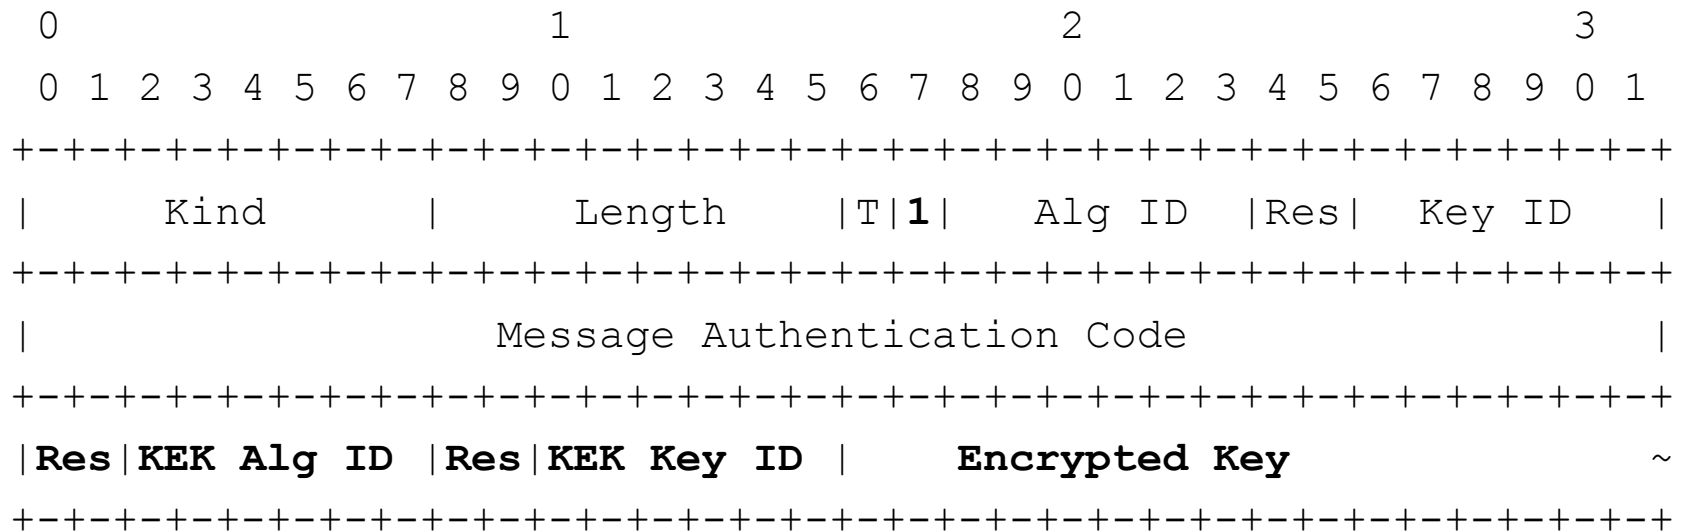 0 1 2 3
0 1 2 3 4 5 6 7 8 9 0 1 2 3 4 5 6 7 8 9 0 1 2 3 4 5 6 7 8 9 0 1
+-+-+-+-+-+-+-+-+-+-+-+-+-+-+-+-+-+-+-+-+-+-+-+-+-+-+-+-+-+-+-+-+
| Kind | Length |T|1| Alg ID |Res| Key ID |
+-+-+-+-+-+-+-+-+-+-+-+-+-+-+-+-+-+-+-+-+-+-+-+-+-+-+-+-+-+-+-+-+
| Message Authentication Code |
+-+-+-+-+-+-+-+-+-+-+-+-+-+-+-+-+-+-+-+-+-+-+-+-+-+-+-+-+-+-+-+-+
|Res|KEK Alg ID |Res|KEK Key ID | Encrypted Key ~
+-+-+-+-+-+-+-+-+-+-+-+-+-+-+-+-+-+-+-+-+-+-+-+-+-+-+-+-+-+-+-+-+